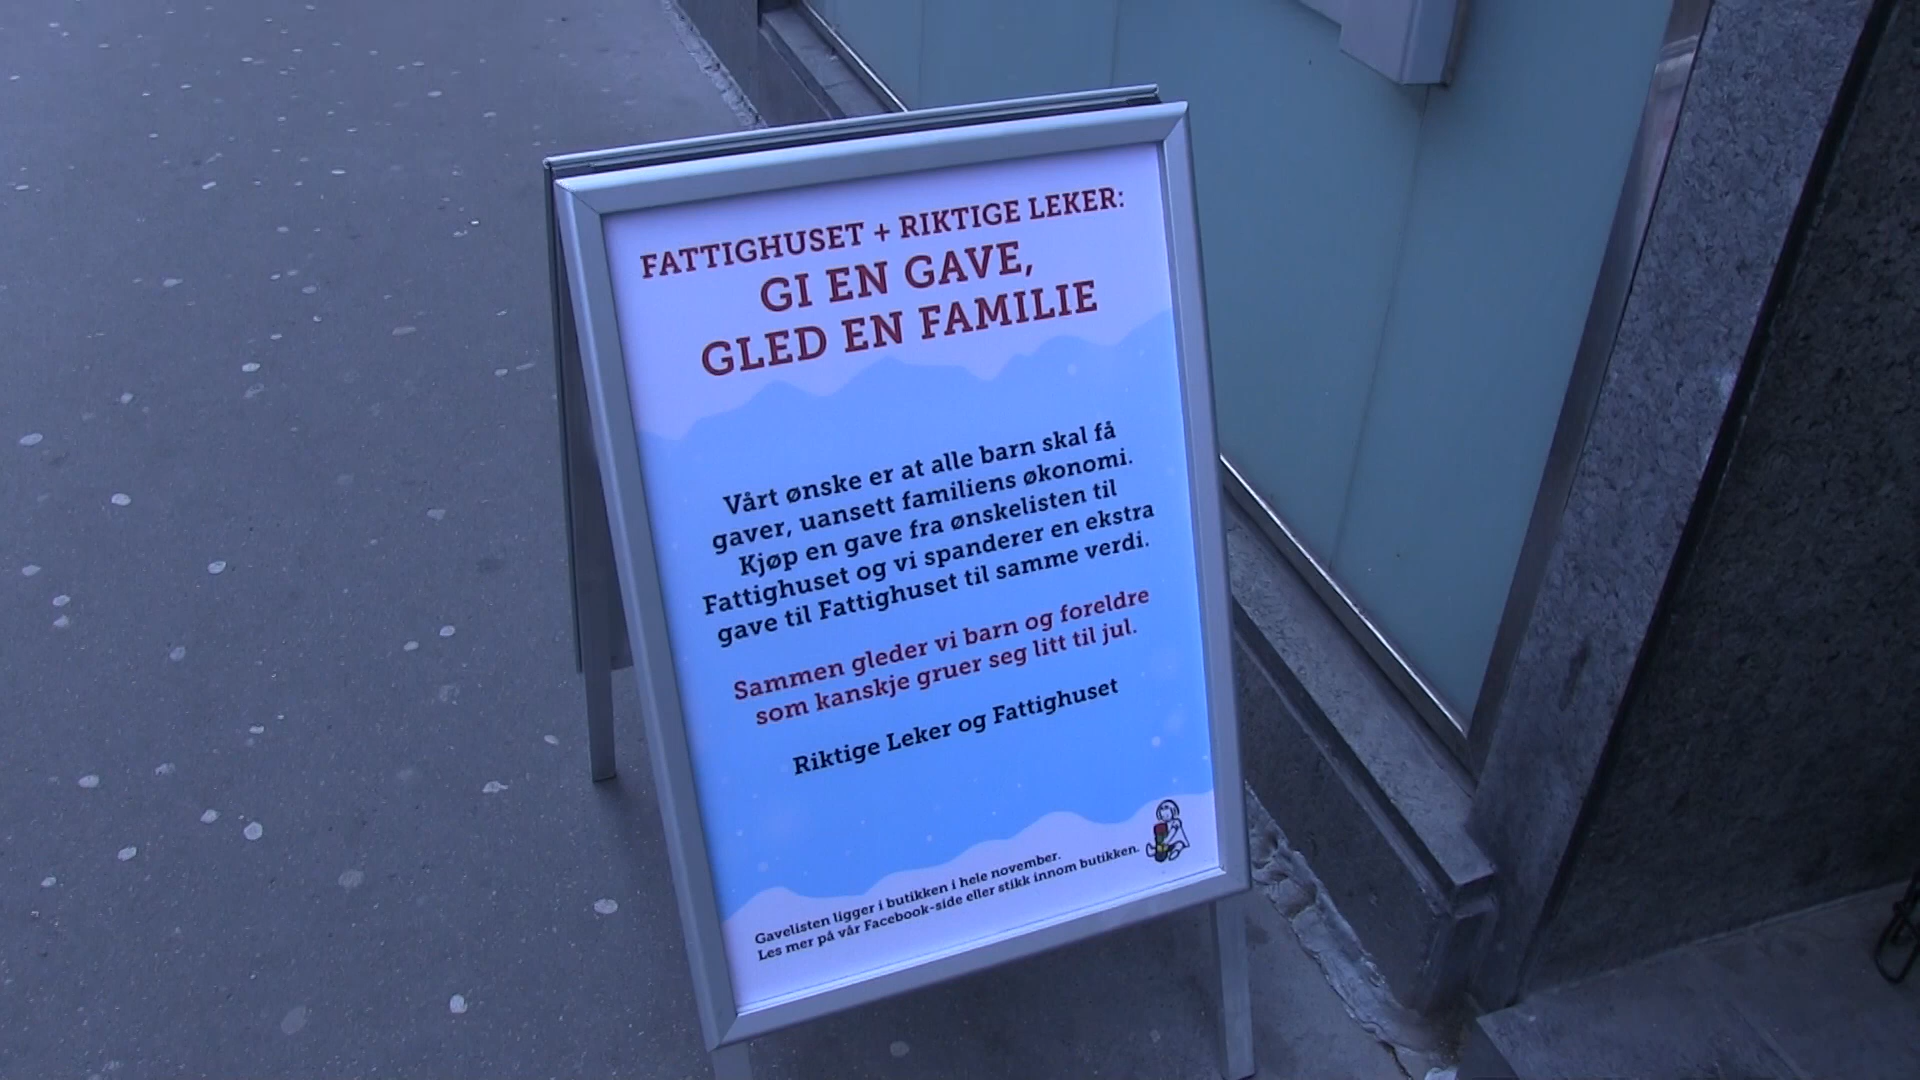 FATTIGHUSET + RIKTIGE LEKER:
GI EN GAVE,
GLED EN FAMILIE
Vårt ønske er at alle barn skal få
gaver, uansett familiens økonomi.
Kjøp en gave fra ønskelisten til
Fattighuset og vi spanderer en ekstra
gave til Fattighuset til samme verdi.
Sammen gleder vi barn og foreldre
som kanskje gruer seg litt til jul.
Riktige Leker og Fattighuset
Gavelisten ligger i butikken i hele november.
Les mer på vår Facebook-side eller stikk innom butikken.